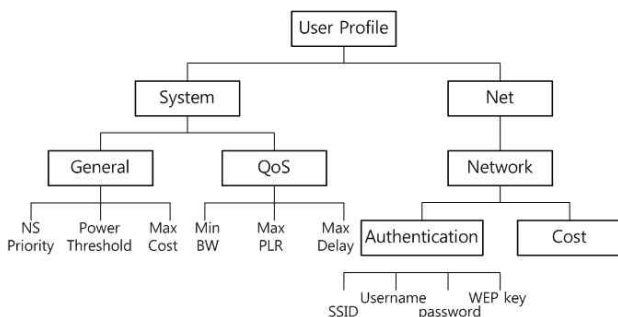 User Profile
System
Net
General
QoS
Network
NS
Priority
Power
Threshold
Max
Cost
Min
BW
Max
PLR
Max
Delay
Authentication
Cost
SSID
Username
password
WEP key